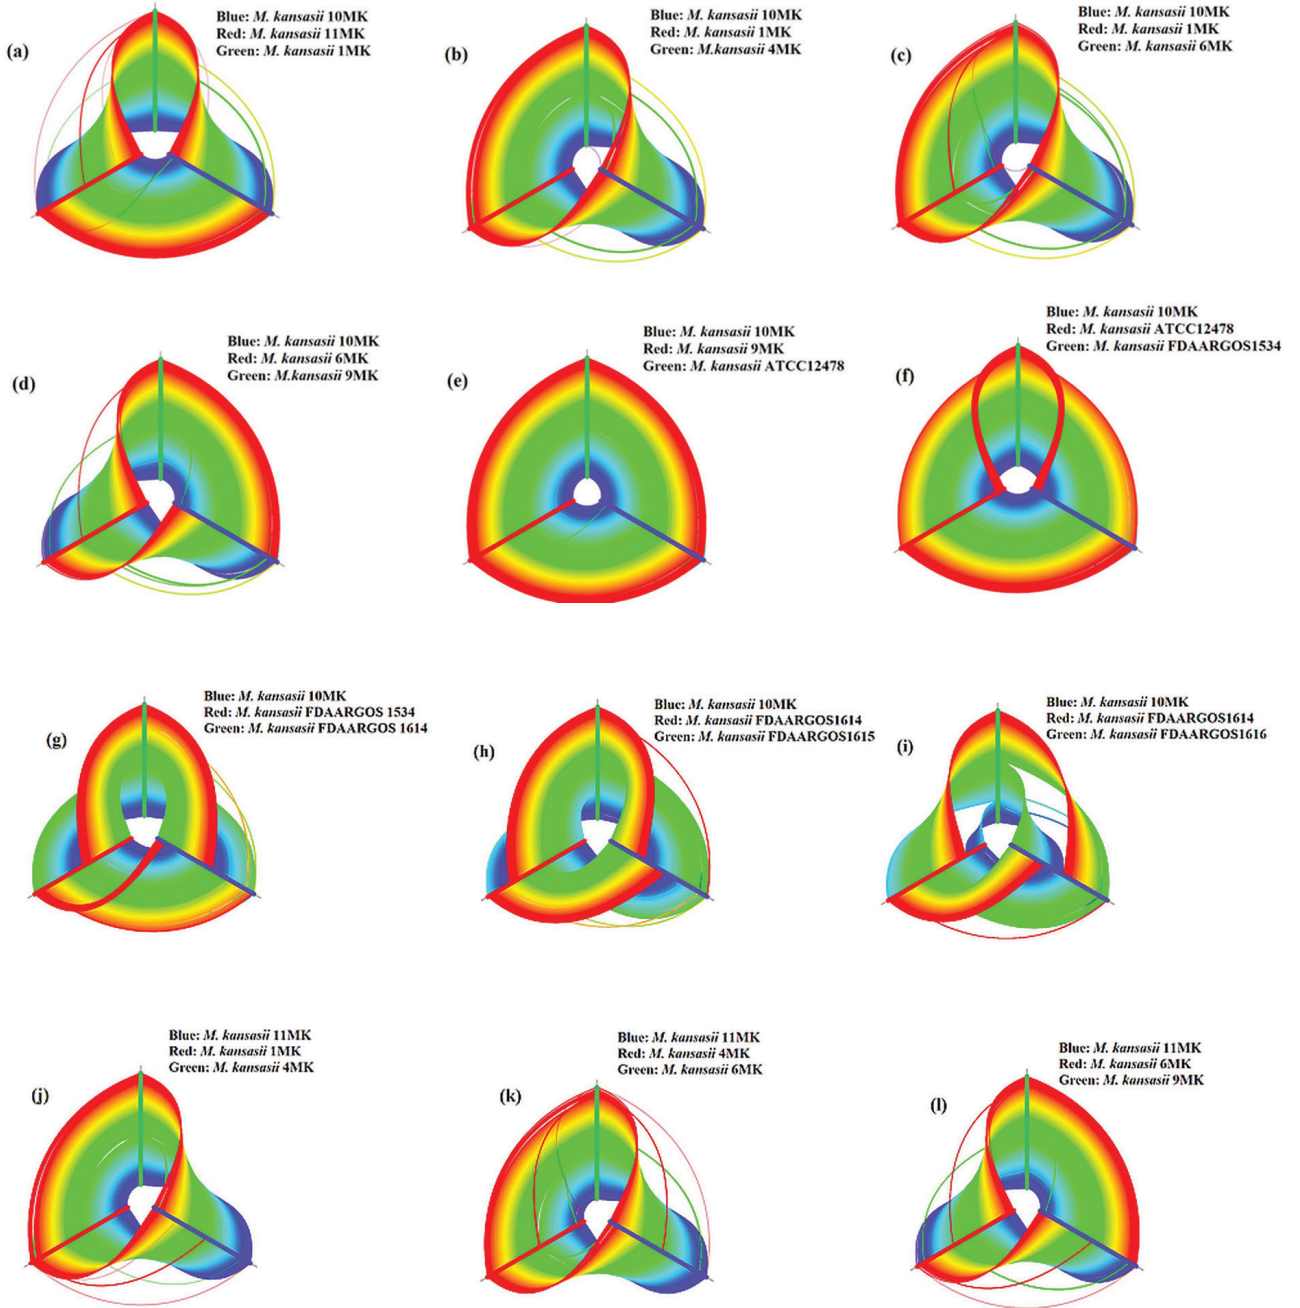 (a)
Blue: M. kansasii 10MK
Red: M. kansasii 11MK
Green: M. kansasii 1MK
(b)
Blue: M. kansasii 10MK
Red: M. kansasii 1MK
Green: M.kansasii 4MK
(c)
Blue: M. kansasii 10MK
Red: M. kansasii 1MK
Green: M. kansasii 6MK
(d)
Blue: M. kansasii 10MK
Red: M. kansasii 6MK
Green: M.kansasii 9MK
(e)
Blue: M. kansasii 10MK
Red: M. kansasii 9MK
Green: M. kansasii ATCC12478
(f)
Blue: M. kansasii 10MK
Red: M. kansasii ATCC12478
Green: M. kansasii FDAARGOS1534
(g)
Blue: M. kansasii 10MK
Red: M. kansasii FDAARGOS 1534
Green: M. kansasii FDAARGOS 1614
(h)
Blue: M. kansasii 10MK
Red: M. kansasii FDAARGOS1614
Green: M. kansasii FDAARGOS1615
(i)
Blue: M. kansasii 10MK
Red: M. kansasii FDAARGOS1614
Green: M. kansasii FDAARGOS1616
(j)
Blue: M. kansasii 11MK
Red: M. kansasii 1MK
Green: M. kansasii 4MK
(k)
Blue: M. kansasii 11MK
Red: M. kansasii 4MK
Green: M. kansasii 6MK
(l)
Blue: M. kansasii 11MK
Red: M. kansasii 6MK
Green: M. kansasii 9MK